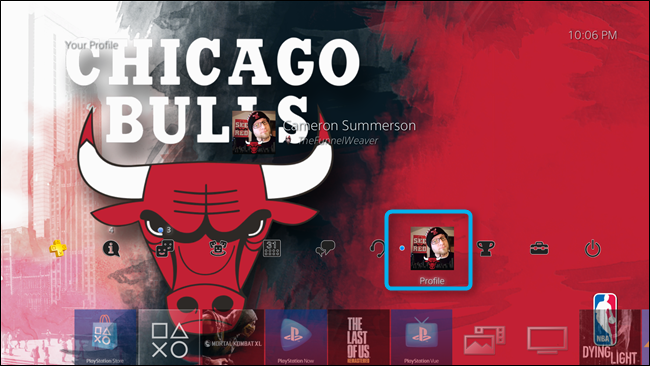 Your Profile
10:06 PM
CHICAGO
BULLS
Cameron Summerson
TheFunnelWeaver
31
Profile
PlayStation Store
MORTAL KOMBAT XL
PlayStation Now
THE
LAST
OF US
PlayStation Vue
NBA
DYING
LIGHT